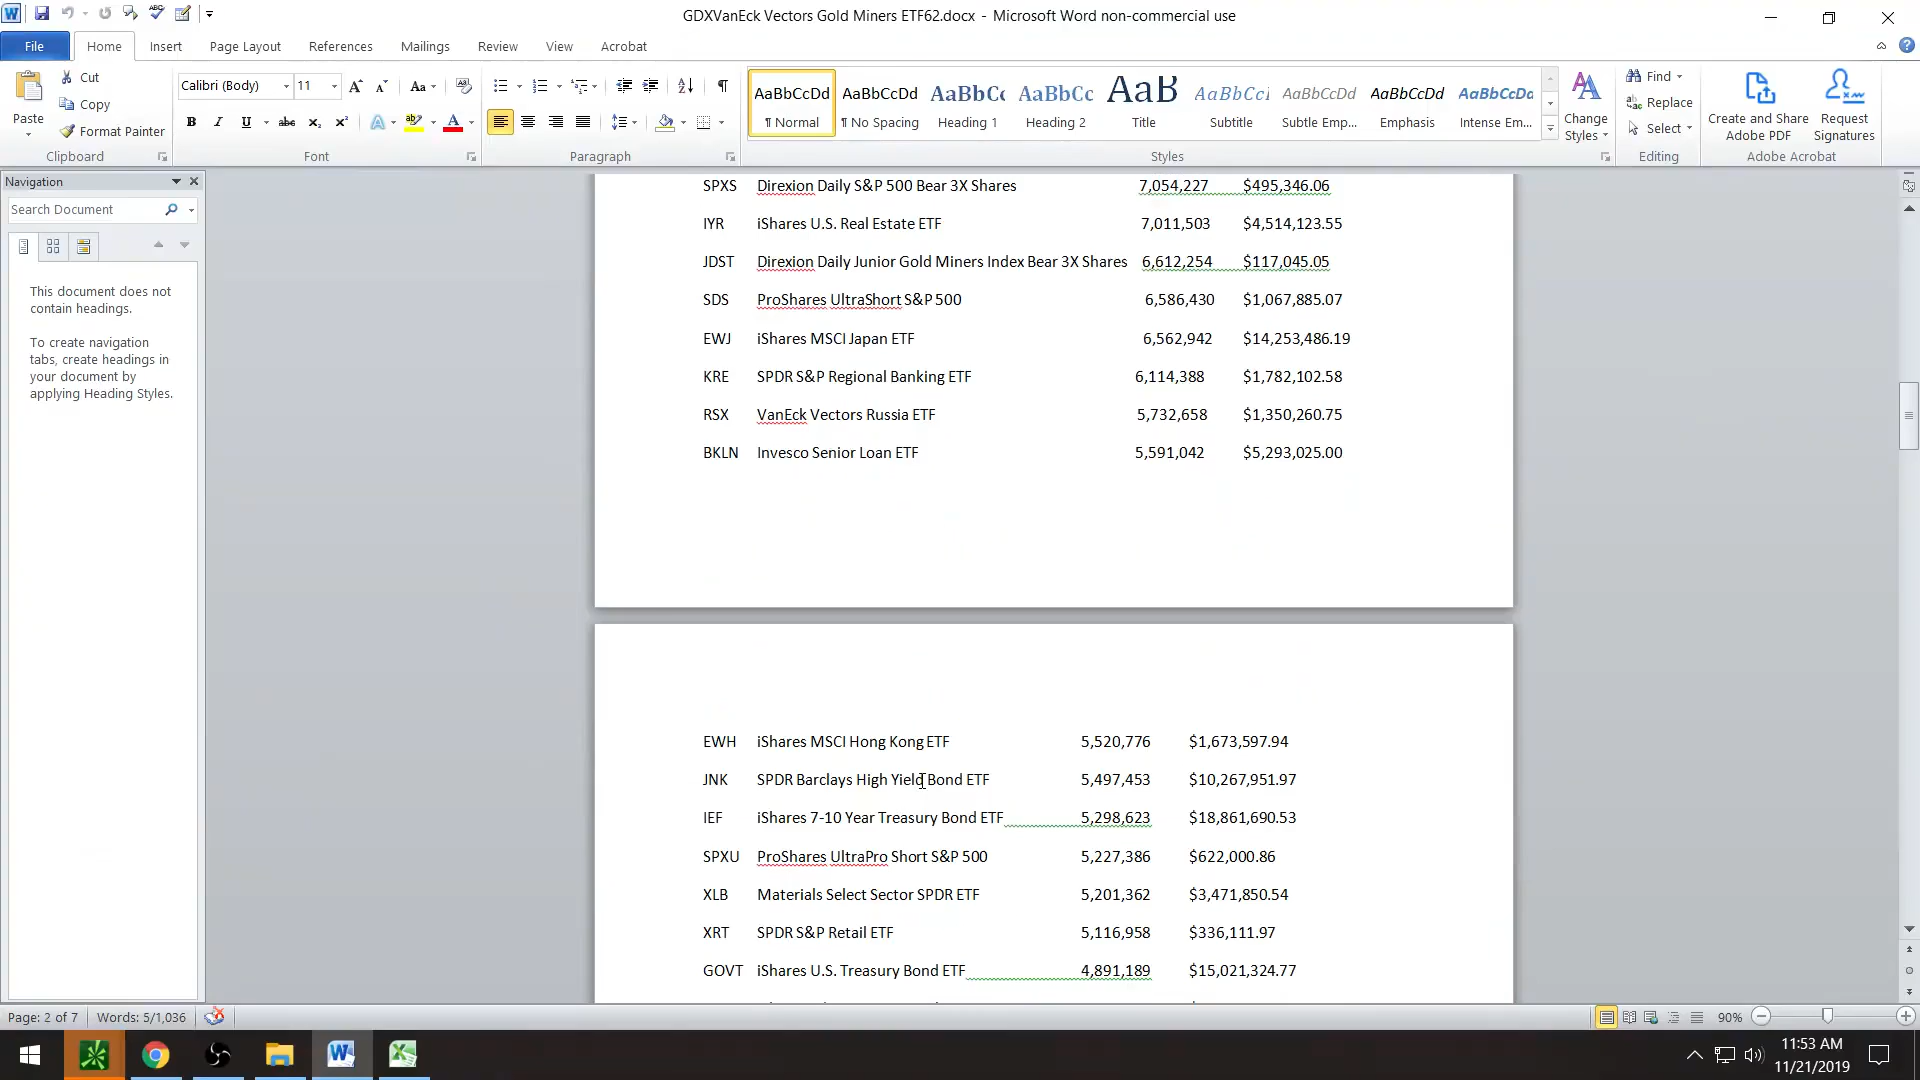 GDXVanEck Vectors Gold Miners ETF62.docx - Microsoft Word non-commercial use
File Home Insert Page Layout References Mailings Review View Acrobat
Cut
Copy
Format Painter
Paste
Clipboard
Calibri (Body) 11
Font
Paragraph
AaBbCcDd AaBbCcDd AaBbCc AaBbCc AaB AaBbCcI AaBbCcDd AaBbCcDd AaBbCcDd
¶ Normal ¶ No Spacing Heading 1 Heading 2 Title Subtitle Subtle Emp... Emphasis Intense Em...
Change Styles
Styles
Find
Replace
Select
Editing
Create and Share Adobe PDF
Request Signatures
Adobe Acrobat
Navigation
Search Document
This document does not
contain headings.
To create navigation
tabs, create headings in
your document by
applying Heading Styles.
SPXS Direxion Daily S&P 500 Bear 3X Shares 7,054,227 $495,346.06
IYR iShares U.S. Real Estate ETF 7,011,503 $4,514,123.55
JDST Direxion Daily Junior Gold Miners Index Bear 3X Shares 6,612,254 $117,045.05
SDS ProShares UltraShort S&P 500 6,586,430 $1,067,885.07
EWJ iShares MSCI Japan ETF 6,562,942 $14,253,486.19
KRE SPDR S&P Regional Banking ETF 6,114,388 $1,782,102.58
RSX VanEck Vectors Russia ETF 5,732,658 $1,350,260.75
BKLN Invesco Senior Loan ETF 5,591,042 $5,293,025.00
EWH iShares MSCI Hong Kong ETF 5,520,776 $1,673,597.94
JNK SPDR Barclays High Yield Bond ETF 5,497,453 $10,267,951.97
IEF iShares 7-10 Year Treasury Bond ETF 5,298,623 $18,861,690.53
SPXU ProShares UltraPro Short S&P 500 5,227,386 $622,000.86
XLB Materials Select Sector SPDR ETF 5,201,362 $3,471,850.54
XRT SPDR S&P Retail ETF 5,116,958 $336,111.97
GOVT iShares U.S. Treasury Bond ETF 4,891,189 $15,021,324.77
Page: 2 of 7 Words: 5/1,036 90%
11:53 AM
11/21/2019